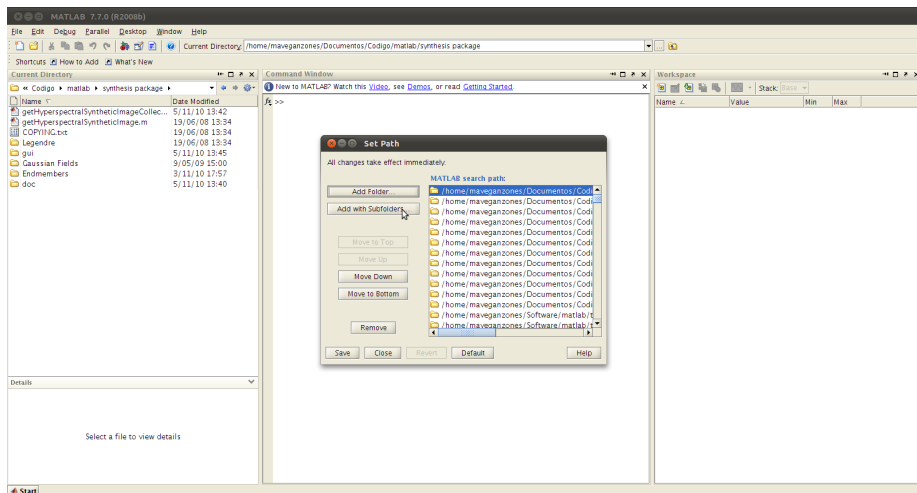 MATLAB 7.7.0 (R2008b)
File Edit Debug Parallel Desktop Window Help
Current Directory: /home/maveganzones/Documentos/Codigo/matlab/synthesis package
Shortcuts How to Add What's New
Current Directory
« Codigo ▸ matlab ▸ synthesis package ▸
Name Date Modified
getHyperspectralSyntheticImageCollec... 5/11/10 13:42
getHyperspectralSyntheticImage.m 19/06/08 13:34
COPYING.txt 19/06/08 13:34
Legendre 19/06/08 13:34
gui 5/11/10 13:45
Gaussian Fields 9/05/09 15:00
Endmembers 3/11/10 17:57
doc 5/11/10 13:40
Details
Select a file to view details
Start
Command Window
New to MATLAB? Watch this Video, see Demos, or read Getting Started.
fx >>
Set Path
All changes take effect immediately.
Add Folder...
Add with Subfolders...
Move to Top
Move Up
Move Down
Move to Bottom
Remove
MATLAB search path:
/home/maveganzones/Documentos/Codi
/home/maveganzones/Documentos/Codi
/home/maveganzones/Documentos/Codi
/home/maveganzones/Documentos/Codi
/home/maveganzones/Documentos/Codi
/home/maveganzones/Documentos/Codi
/home/maveganzones/Documentos/Codi
/home/maveganzones/Documentos/Codi
/home/maveganzones/Documentos/Codi
/home/maveganzones/Documentos/Codi
/home/maveganzones/Documentos/Codi
/home/maveganzones/Documentos/Codi
/home/maveganzones/Software/matlab/t
/home/maveganzones/Software/matlab/t
Save Close Revert Default Help
Workspace
Stack: Base
Name Value Min Max